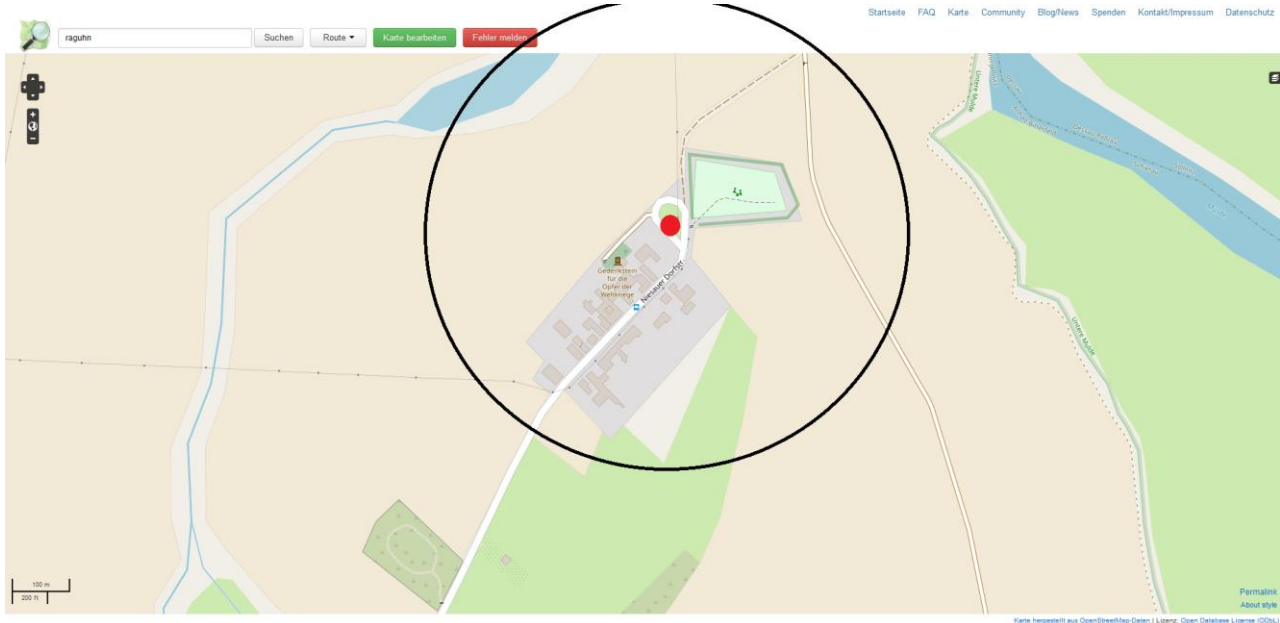 Startseite FAQ Karte Community Blog/News Spenden Kontakt/Impressum Datenschutz
raguhn Suchen Route Karte bearbeiten Fehler melden
Untere Mulde
Mulde
Gedenkstein
für die
Opfer der
Weltkriege
Niesauer Dorfstr.
Untere Mulde
100 m
200 ft
Permalink
About style
Karte hergestellt aus OpenStreetMap-Daten | Lizenz: Open Database License (ODbL)